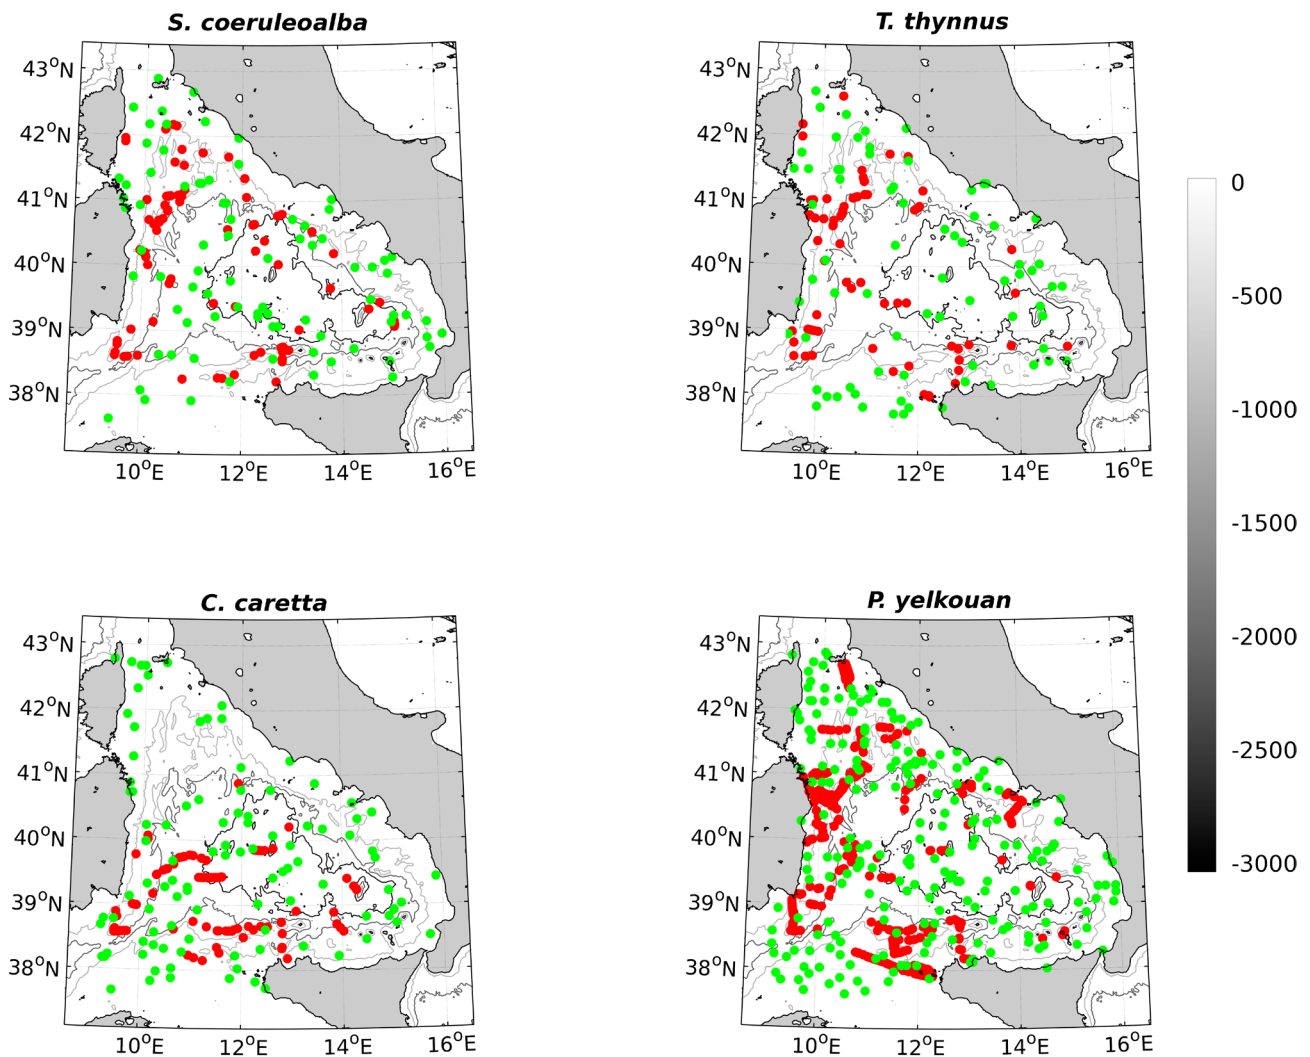 S. coeruleoalba
T. thynnus
43°N
42°N
41°N
40°N
39°N
38°N
10°E 12°E 14°E 16°E
43°N
42°N
41°N
40°N
39°N
38°N
10°E 12°E 14°E 16°E
C. caretta
P. yelkouan
43°N
42°N
41°N
40°N
39°N
38°N
10°E 12°E 14°E 16°E
43°N
42°N
41°N
40°N
39°N
38°N
10°E 12°E 14°E 16°E
0
-500
-1000
-1500
-2000
-2500
-3000